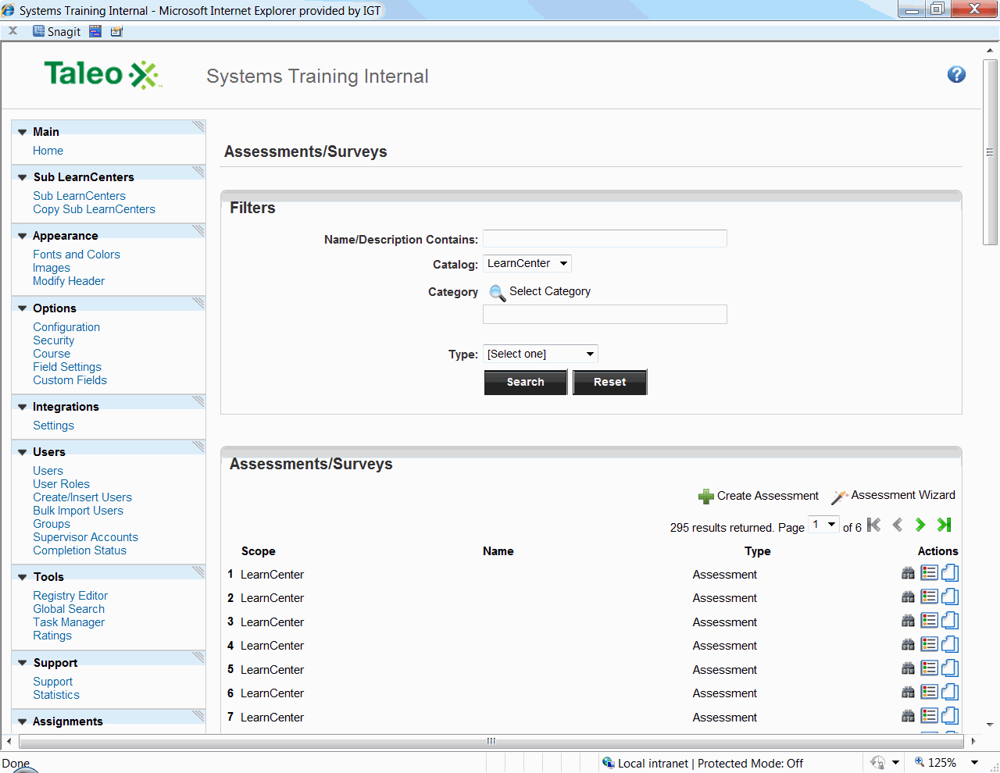 Systems Training Internal - Microsoft Internet Explorer provided by IGT
X Snagit
Taleo Systems Training Internal ?
Main
Home
Sub LearnCenters
Sub LearnCenters
Copy Sub LearnCenters
Appearance
Fonts and Colors
Images
Modify Header
Options
Configuration
Security
Course
Field Settings
Custom Fields
Integrations
Settings
Users
Users
User Roles
Create/Insert Users
Bulk Import Users
Groups
Supervisor Accounts
Completion Status
Tools
Registry Editor
Global Search
Task Manager
Ratings
Support
Support
Statistics
Assignments
Assessments/Surveys
Filters
Name/Description Contains:
Catalog: LearnCenter
Category Select Category
Type: [Select one]
Search Reset
Assessments/Surveys
Create Assessment Assessment Wizard
295 results returned. Page 1 of 6
Scope Name Type Actions
1 LearnCenter Assessment
2 LearnCenter Assessment
3 LearnCenter Assessment
4 LearnCenter Assessment
5 LearnCenter Assessment
6 LearnCenter Assessment
7 LearnCenter Assessment
Done Local intranet | Protected Mode: Off 125%